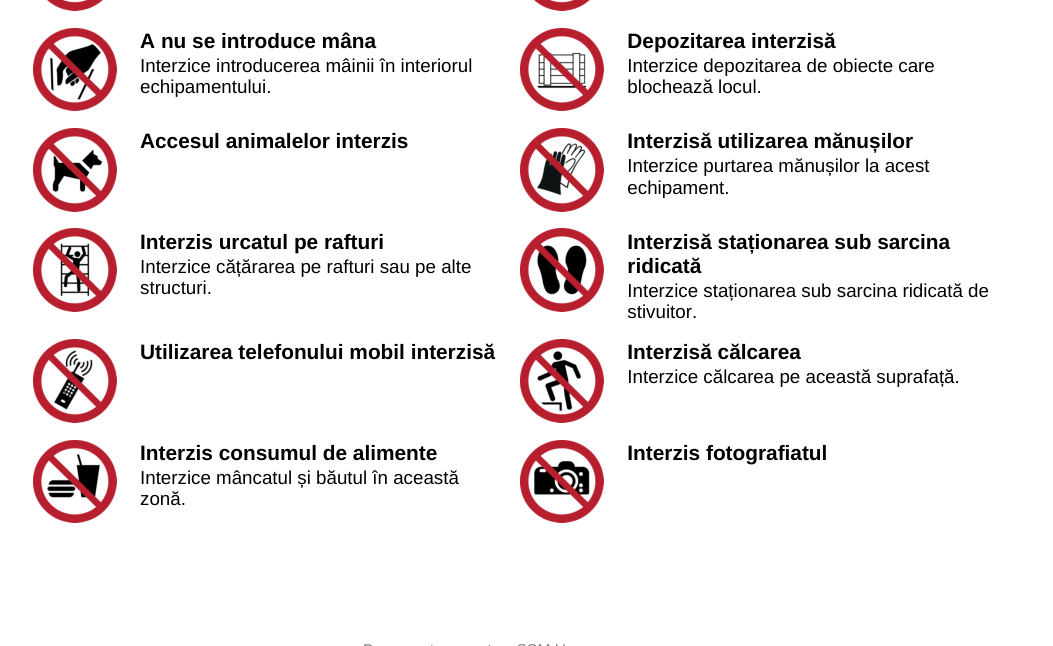 A nu se introduce mâna
Interzice introducerea mâinii în interiorul
echipamentului.
Depozitarea interzisă
Interzice depozitarea de obiecte care
blochează locul.
Accesul animalelor interzis
Interzisă utilizarea mănușilor
Interzice purtarea mănușilor la acest
echipament.
Interzis urcatul pe rafturi
Interzice cățărarea pe rafturi sau pe alte
structuri.
Interzisă staționarea sub sarcina
ridicată
Interzice staționarea sub sarcina ridicată de
stivuitor.
Utilizarea telefonului mobil interzisă
Interzisă călcarea
Interzice călcarea pe această suprafață.
Interzis consumul de alimente
Interzice mâncatul și băutul în această
zonă.
Interzis fotografiatul